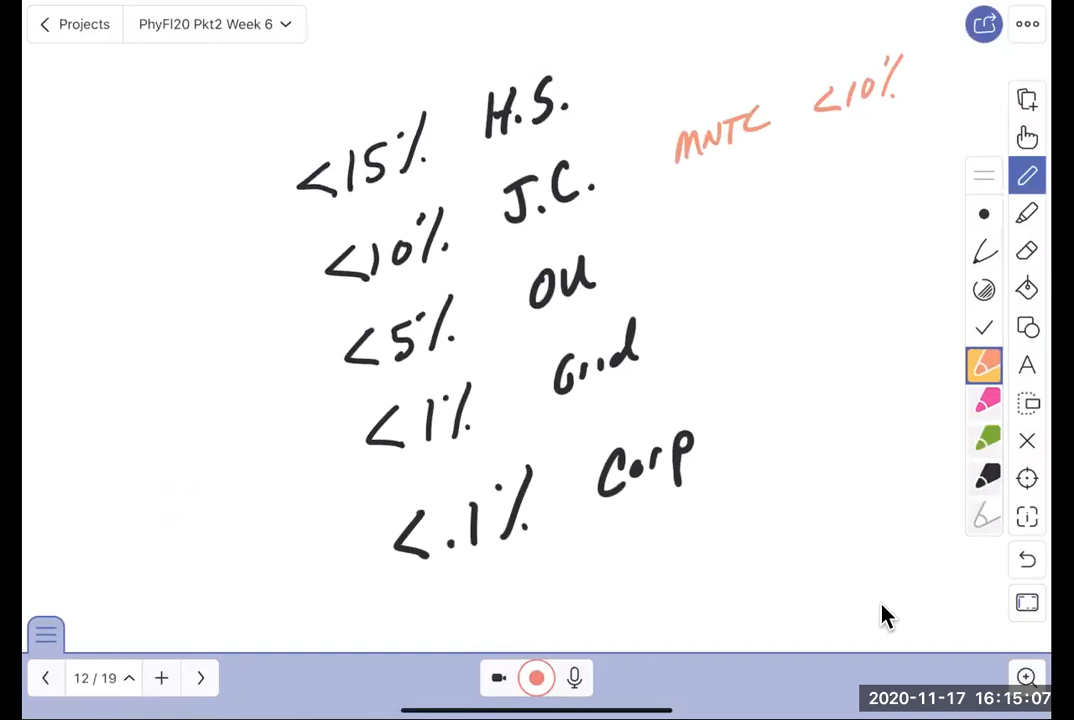 Projects
PhyFl20 Pkt2 Week 6
<15% H.S.
MNTC <10%
<10% J.C.
<5% OU
<1% Grad
<.1% Corp
12 / 19
2020-11-17 16:15:07